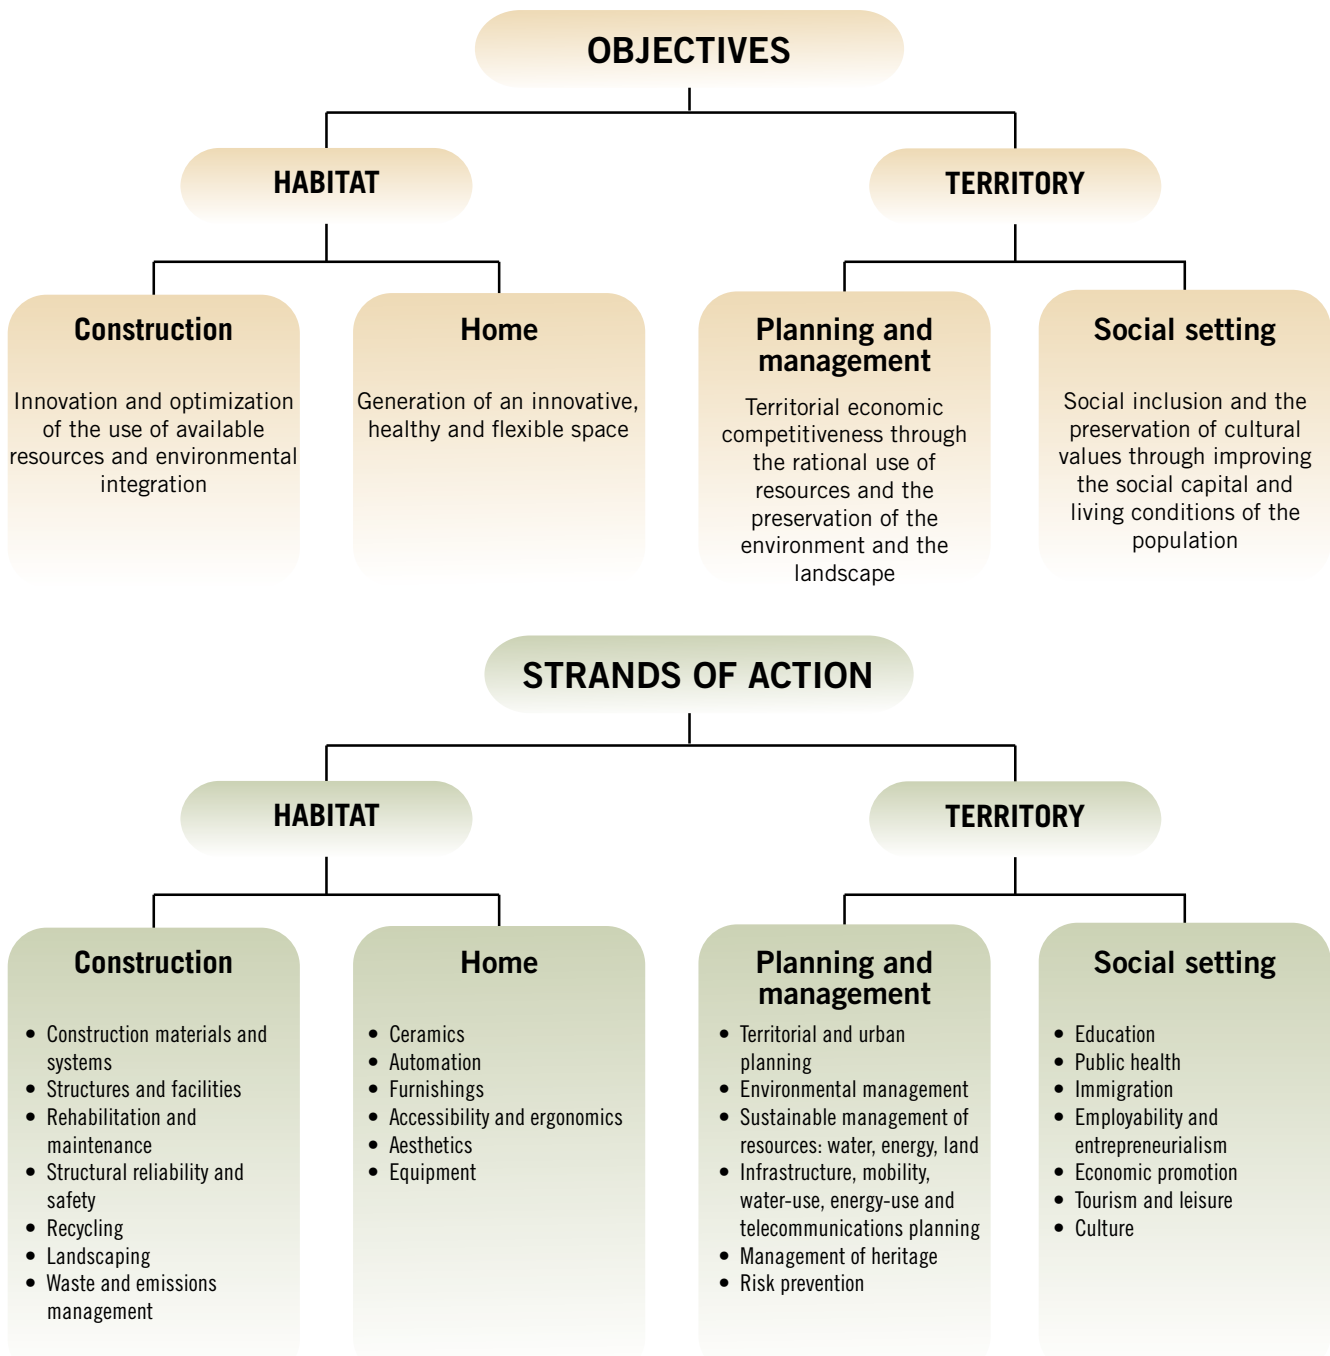 OBJECTIVES
HABITAT
TERRITORY
Construction
Innovation and optimization
of the use of available
resources and environmental
integration
Home
Generation of an innovative,
healthy and flexible space
Planning and
management
Territorial economic
competitiveness through
the rational use of
resources and the
preservation of the
environment and the
landscape
Social setting
Social inclusion and the
preservation of cultural
values through improving
the social capital and
living conditions of the
population
STRANDS OF ACTION
HABITAT
TERRITORY
Construction
• Construction materials and
systems
• Structures and facilities
• Rehabilitation and
maintenance
• Structural reliability and
safety
• Recycling
• Landscaping
• Waste and emissions
management
Home
• Ceramics
• Automation
• Furnishings
• Accessibility and ergonomics
• Aesthetics
• Equipment
Planning and
management
• Territorial and urban
planning
• Environmental management
• Sustainable management of
resources: water, energy, land
• Infrastructure, mobility,
water-use, energy-use and
telecommunications planning
• Management of heritage
• Risk prevention
Social setting
• Education
• Public health
• Immigration
• Employability and
entrepreneurialism
• Economic promotion
• Tourism and leisure
• Culture